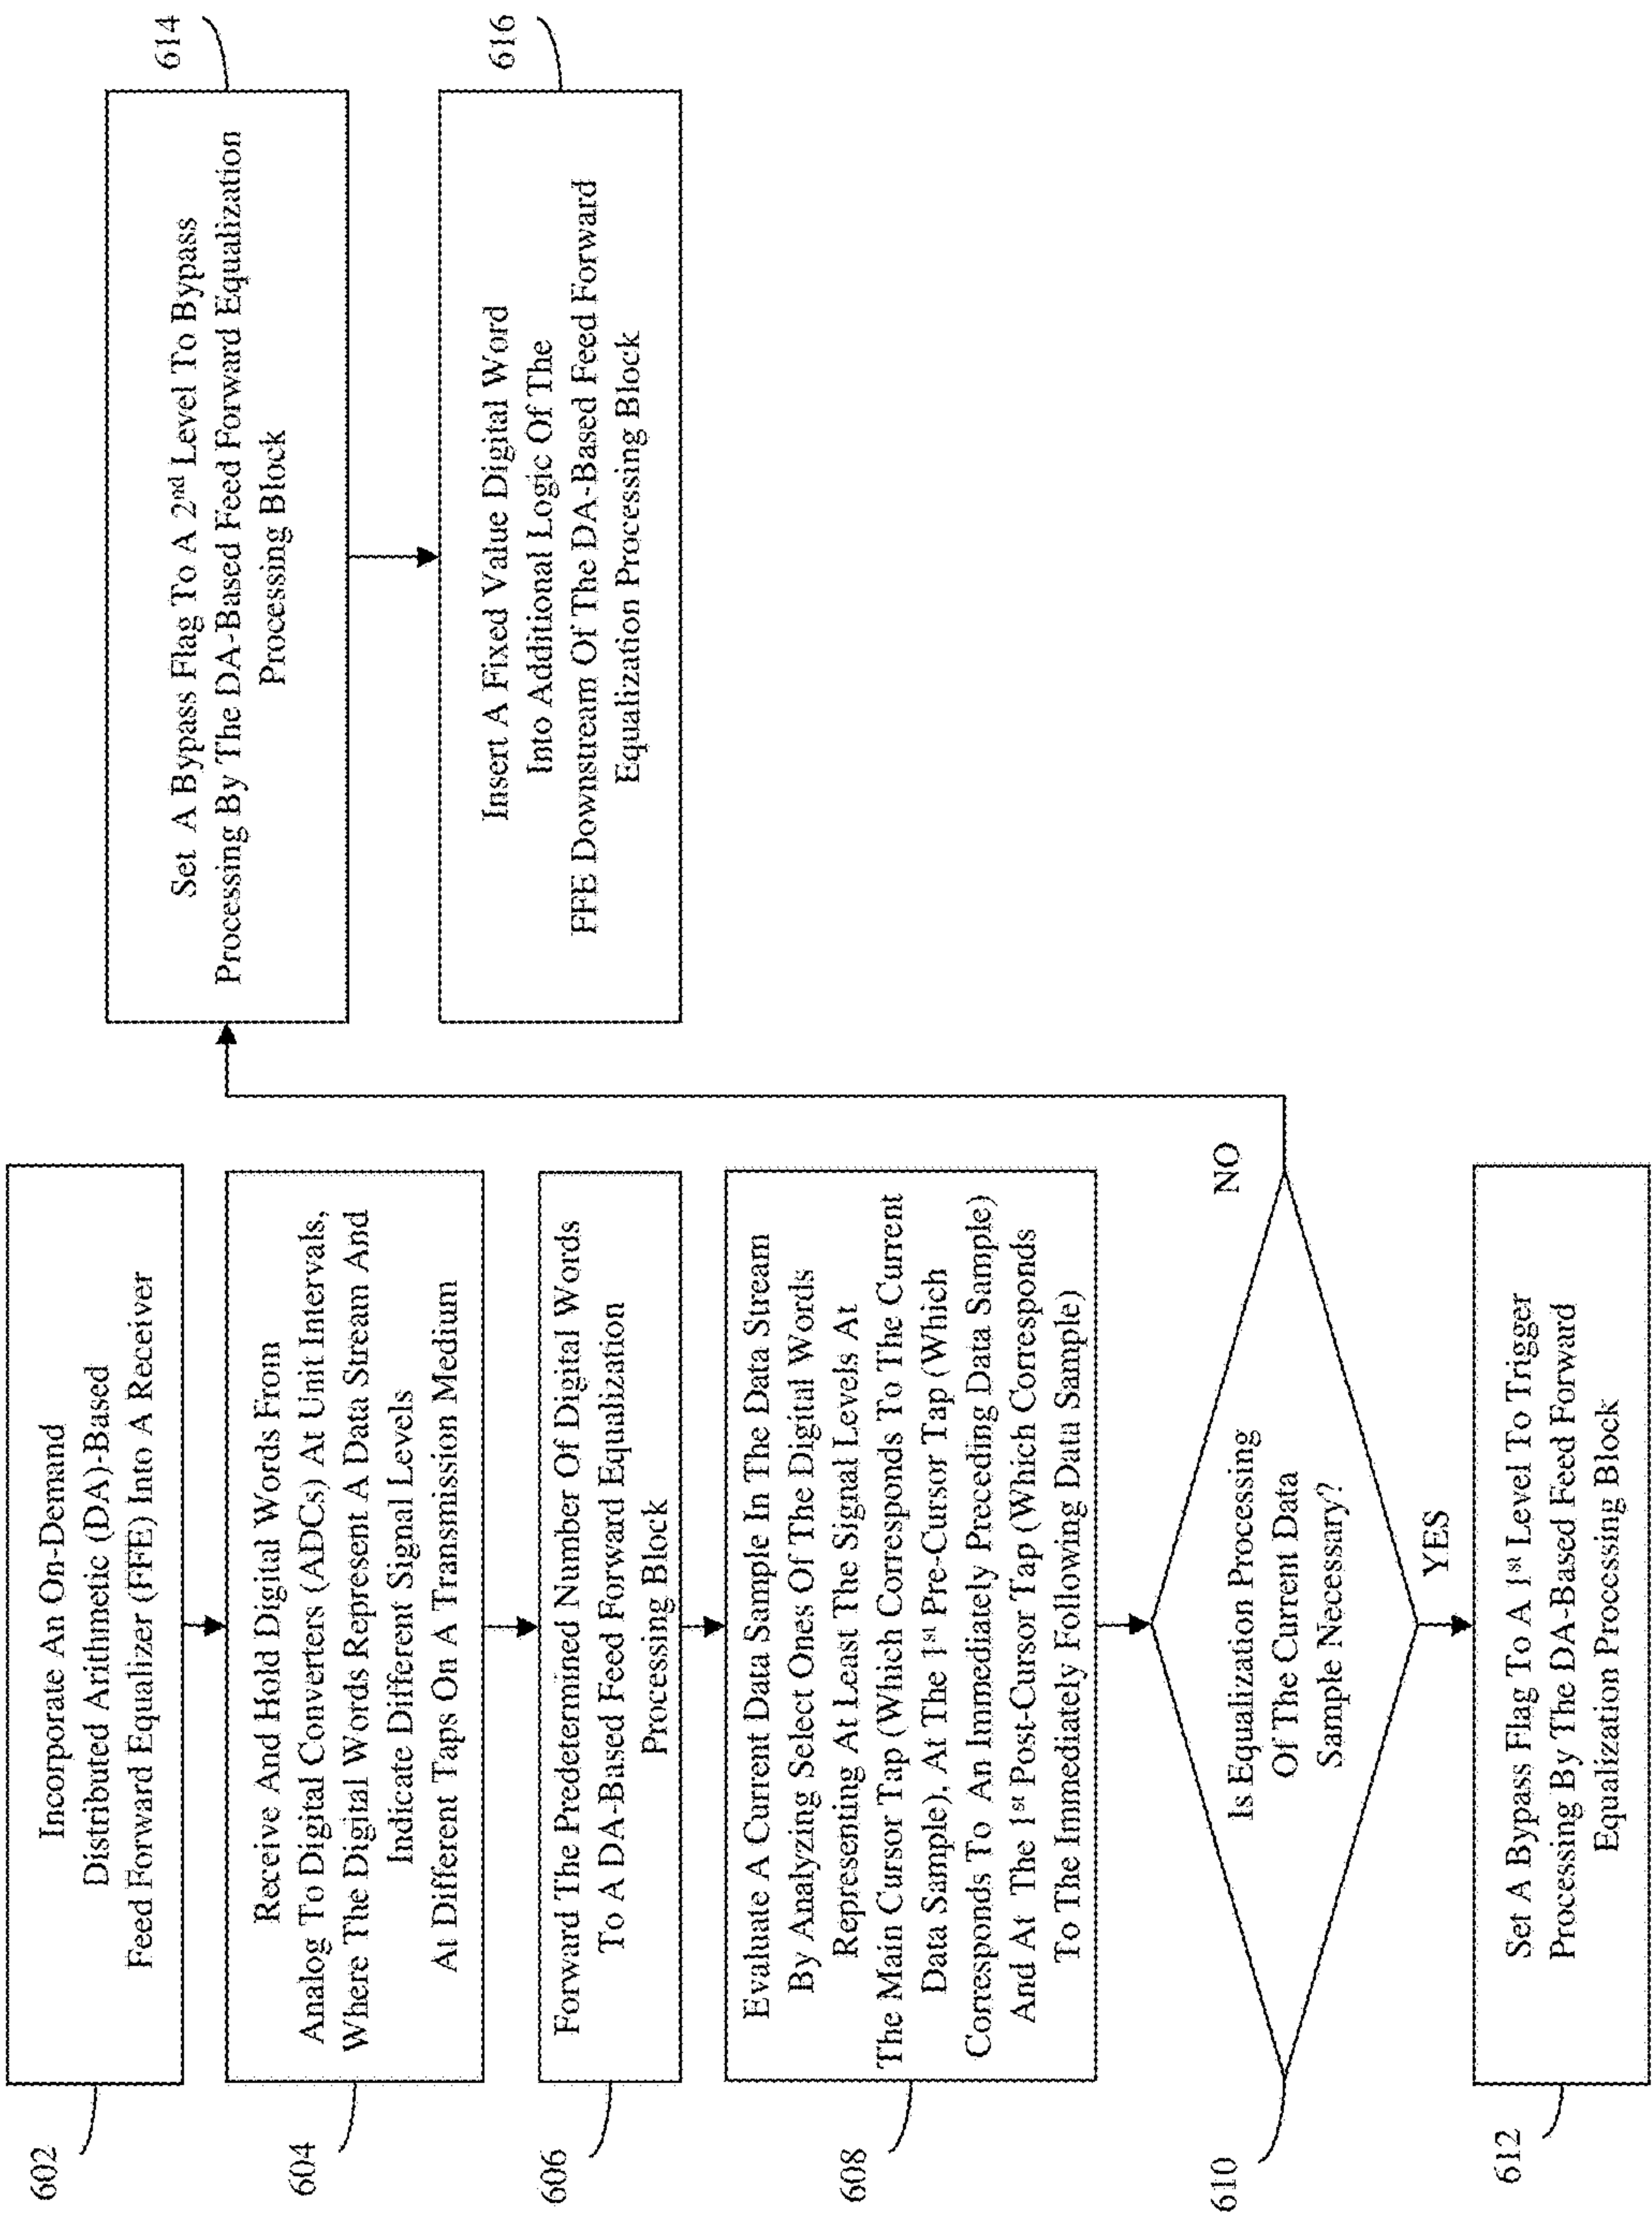 602
Incorporate An On-Demand
Distributed Arithmetic (DA)-Based
Feed Forward Equalizer (FFE) Into A Receiver
604
Receive And Hold Digital Words From
Analog To Digital Converters (ADCs) At Unit Intervals,
Where The Digital Words Represent A Data Stream And
Indicate Different Signal Levels
At Different Taps On A Transmission Medium
606
Forward The Predetermined Number Of Digital Words
To A DA-Based Feed Forward Equalization
Processing Block
608
Evaluate A Current Data Sample In The Data Stream
By Analyzing Select Ones Of The Digital Words
Representing At Least The Signal Levels At
The Main Cursor Tap (Which Corresponds To The Current
Data Sample), At The 1st Pre-Cursor Tap (Which
Corresponds To An Immediately Preceding Data Sample)
And At The 1st Post-Cursor Tap (Which Corresponds
To The Immediately Following Data Sample)
610
Is Equalization Processing
Of The Current Data
Sample Necessary?
NO
YES
612
Set A Bypass Flag To A 1st Level To Trigger
Processing By The DA-Based Feed Forward
Equalization Processing Block
614
Set A Bypass Flag To A 2nd Level To Bypass
Processing By The DA-Based Feed Forward Equalization
Processing Block
616
Insert A Fixed Value Digital Word
Into Additional Logic Of The
FFE Downstream Of The DA-Based Feed Forward
Equalization Processing Block